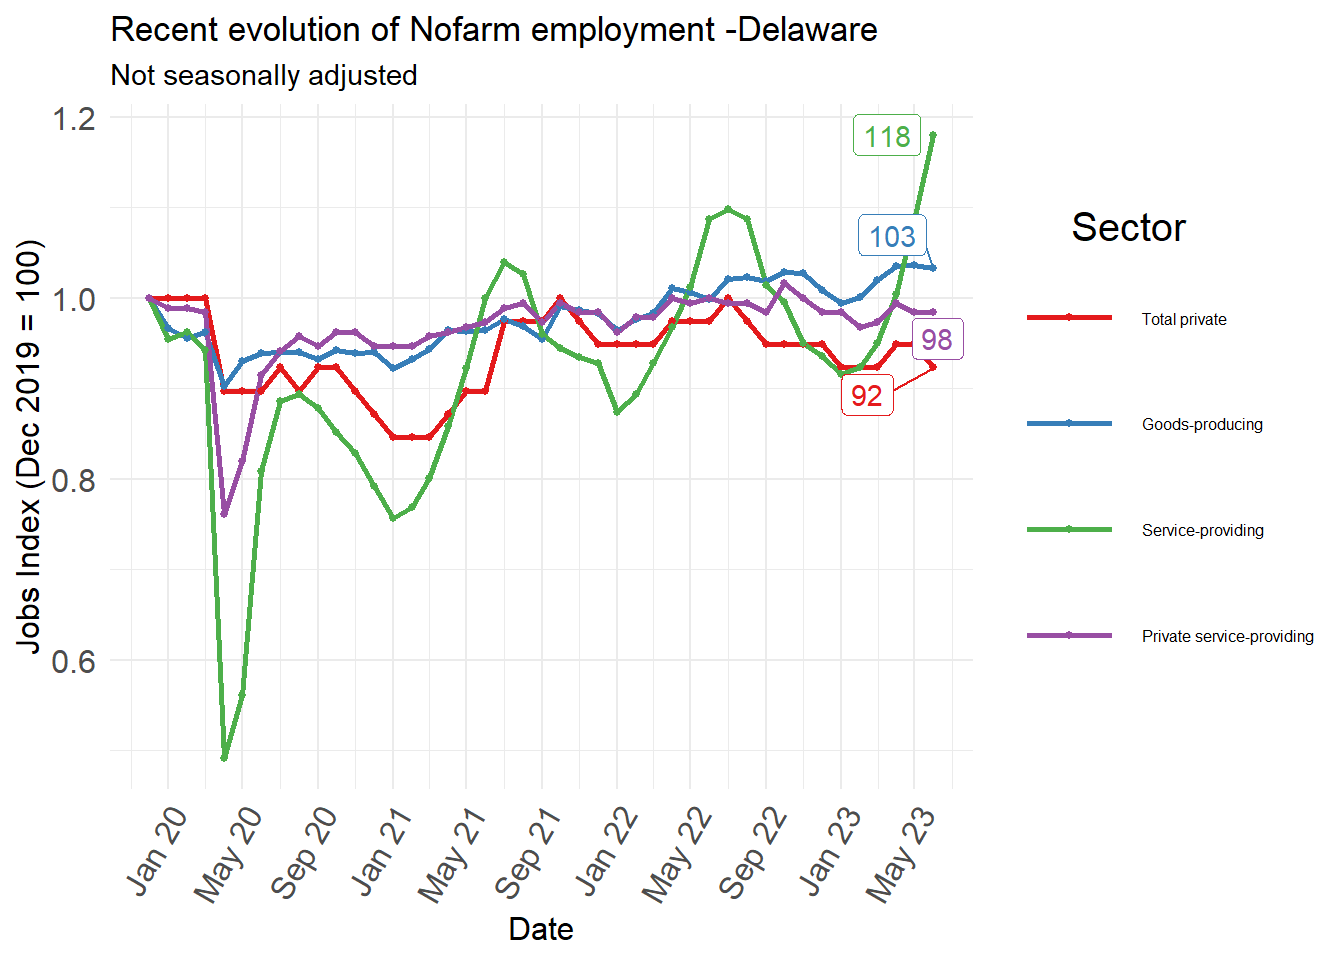 Recent evolution of Nofarm employment -Delaware
Not seasonally adjusted
Jobs Index (Dec 2019 = 100)
1.2
1.0
0.8
0.6
118
103
98
92
Jan 20
May 20
Sep 20
Jan 21
May 21
Sep 21
Jan 22
May 22
Sep 22
Jan 23
May 23
Date
Sector
Total private
Goods-producing
Service-providing
Private service-providing